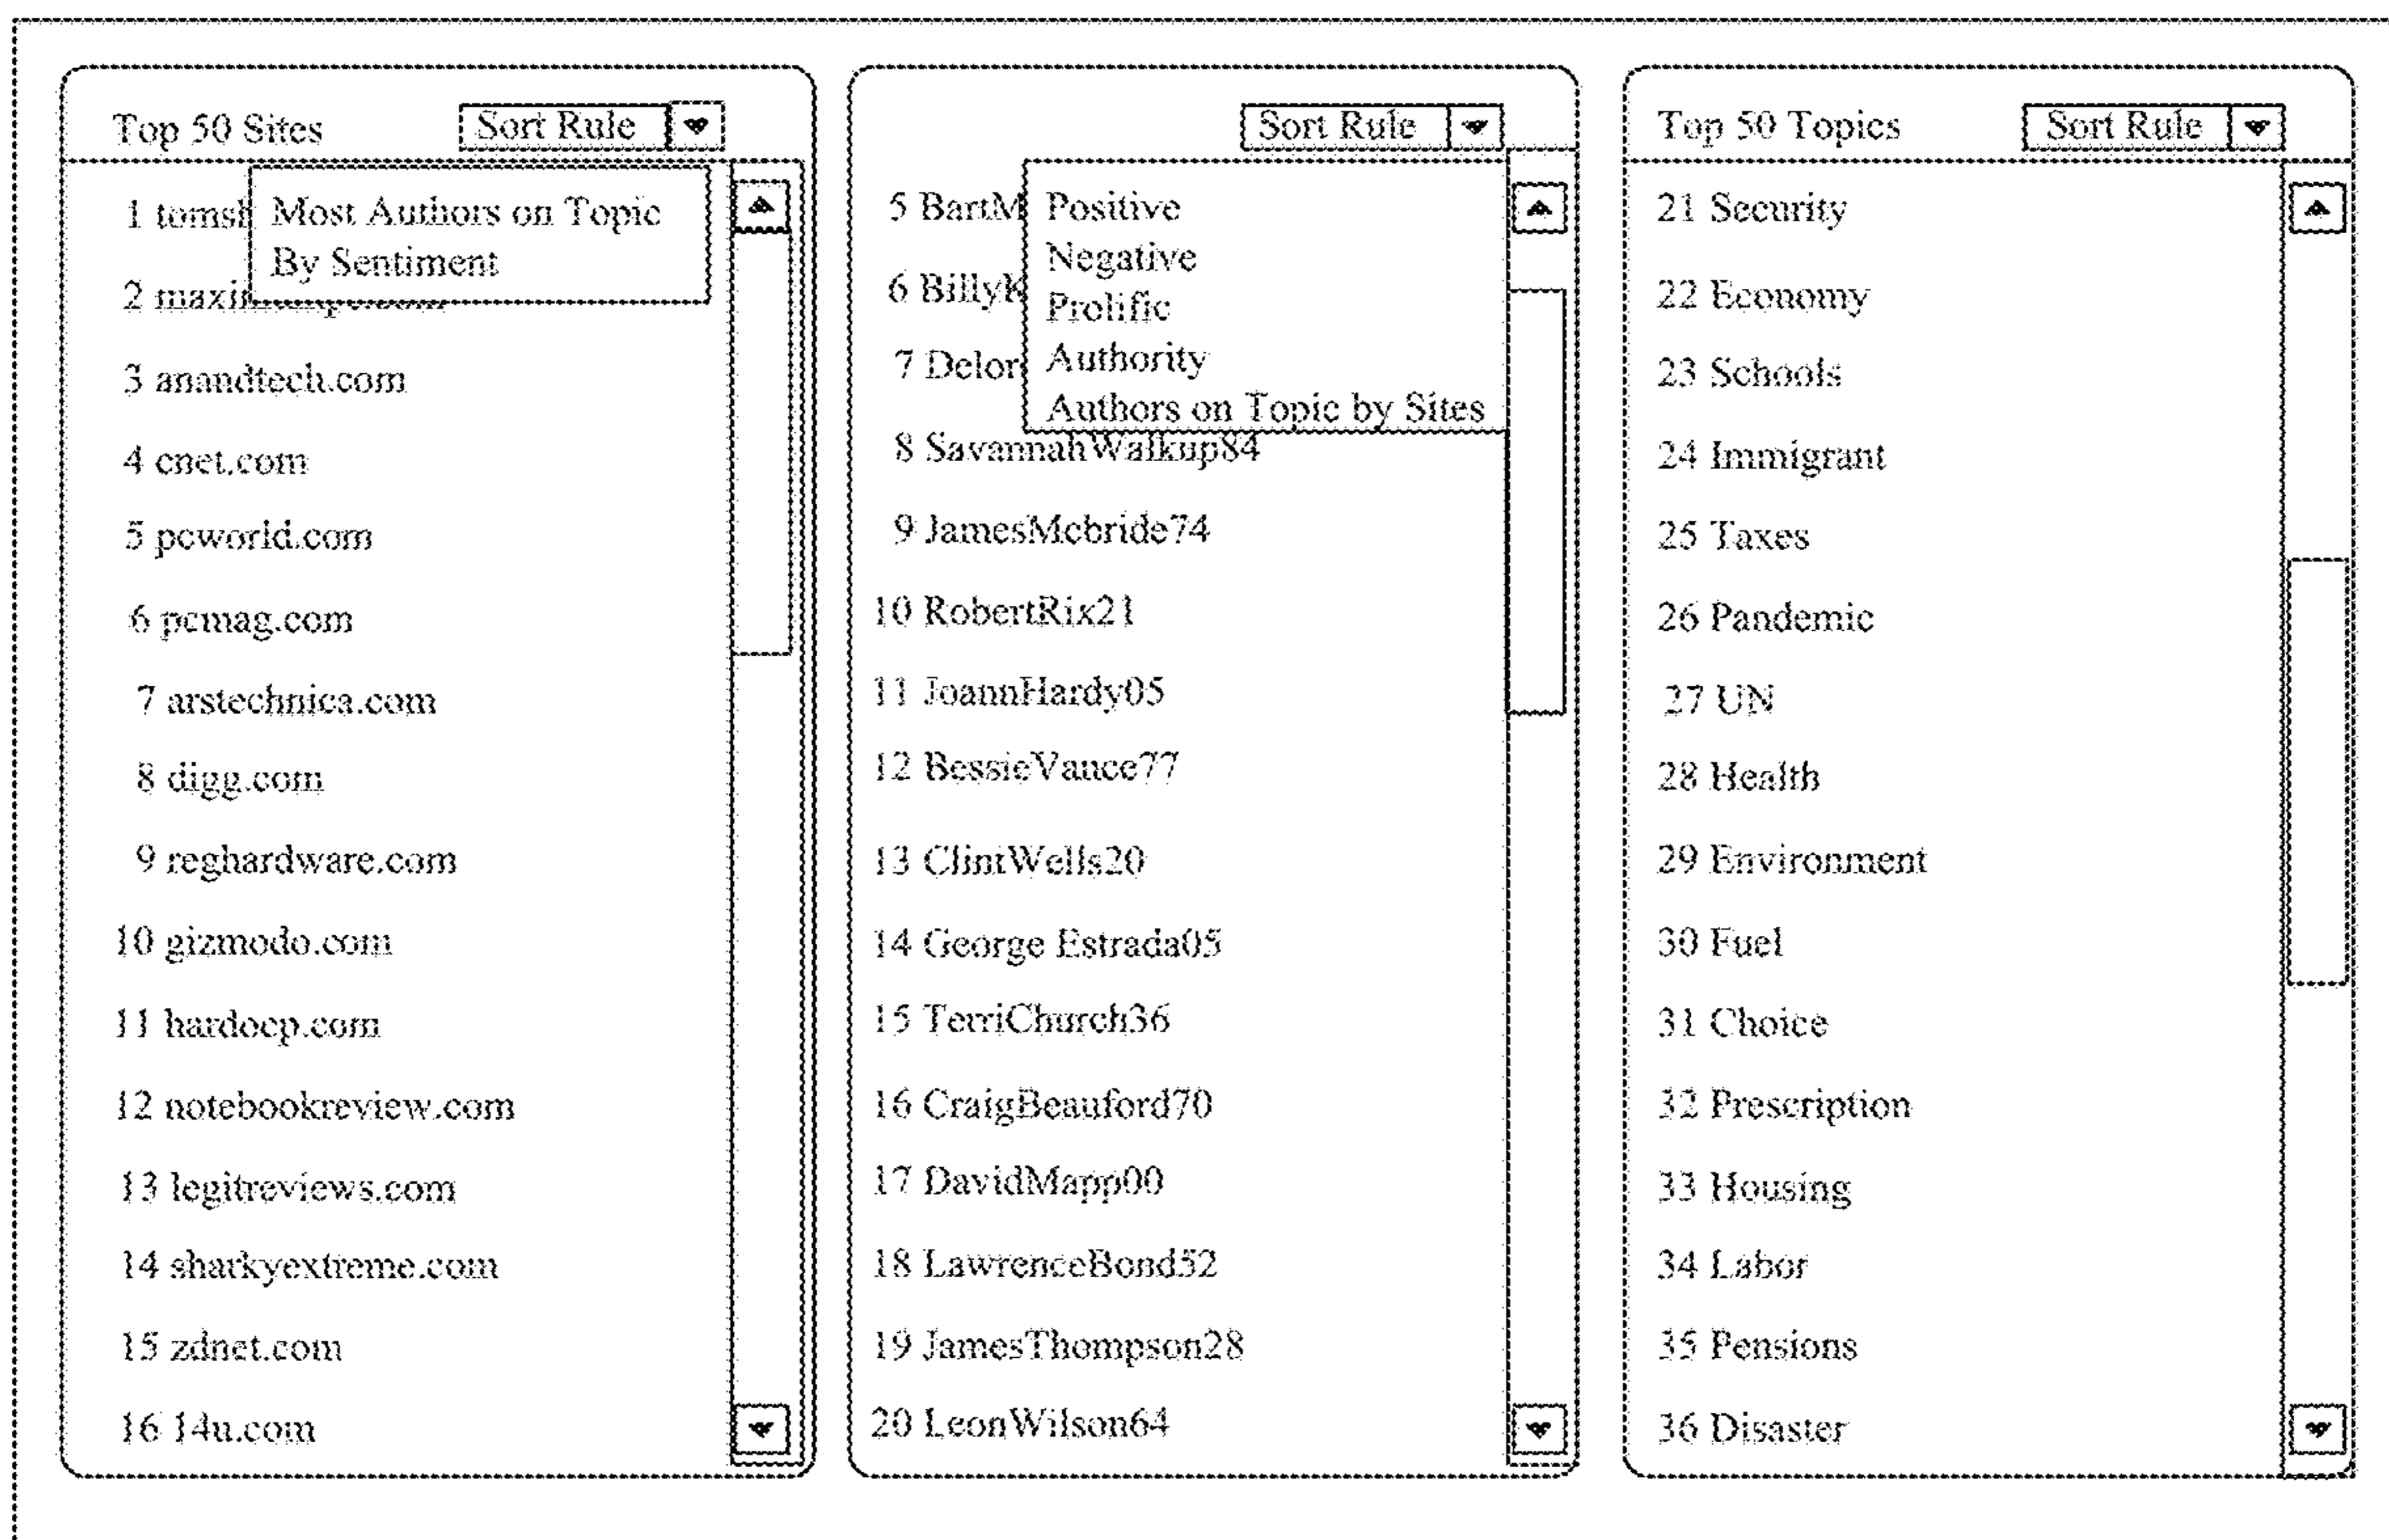 Top 50 Sites
Sort Rule
Most Authors on Topic
By Sentiment
1
2
3 anandtech.com
4 cnet.com
5 pcworld.com
6 pcmag.com
7 arstechnica.com
8 digg.com
9 reghardware.com
10 gizmodo.com
11 hardocp.com
12 notebookreview.com
13 legitreviews.com
14 sharkyextreme.com
15 zdnet.com
16 14u.com
Sort Rule
Positive
Negative
Prolific
Authority
Authors on Topic by Sites
5 BartM
6 BillyK
7 Delor
8 SavannahWalkup84
9 JamesMcbride74
10 RobertRix21
11 JoannHardy05
12 BessieVance77
13 ClintWells20
14 George Estrada05
15 TerriChurch36
16 CraigBeauford70
17 DavidMapp00
18 LawrenceBond52
19 JamesThompson28
20 LeonWilson64
Top 50 Topics
Sort Rule
21 Security
22 Economy
23 Schools
24 Immigrant
25 Taxes
26 Pandemic
27 UN
28 Health
29 Environment
30 Fuel
31 Choice
32 Prescription
33 Housing
34 Labor
35 Pensions
36 Disaster